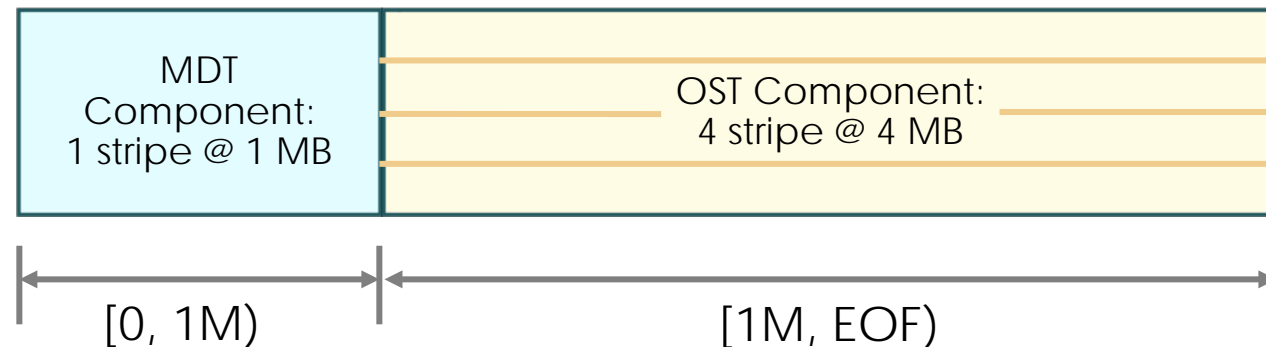 MDT
Component:
1 stripe @ 1 MB
OST Component:
4 stripe @ 4 MB
[0, 1M)
[1M, EOF)